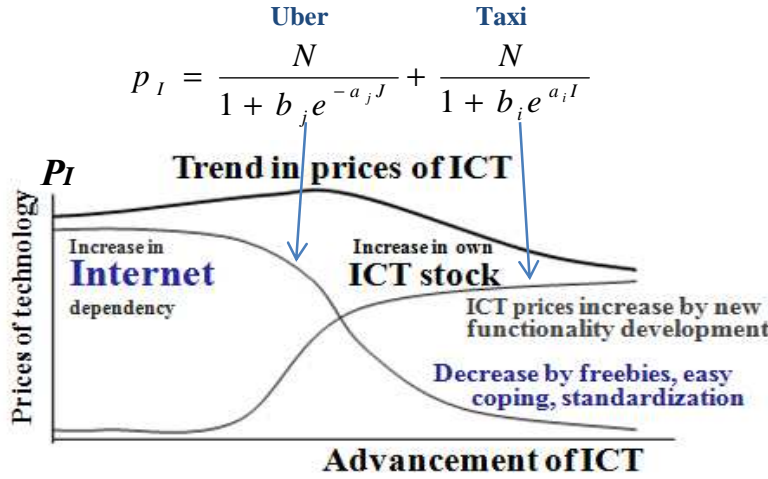 Uber Taxi
p_I = \frac{N}{1 + b_j e^{-a_j J}} + \frac{N}{1 + b_i e^{a_i I}}
P_I
Trend in prices of ICT
Prices of technology
Increase in
Internet
dependency
Increase in own
ICT stock
ICT prices increase by new
functionality development
Decrease by freebies, easy
coping, standardization
Advancement of ICT